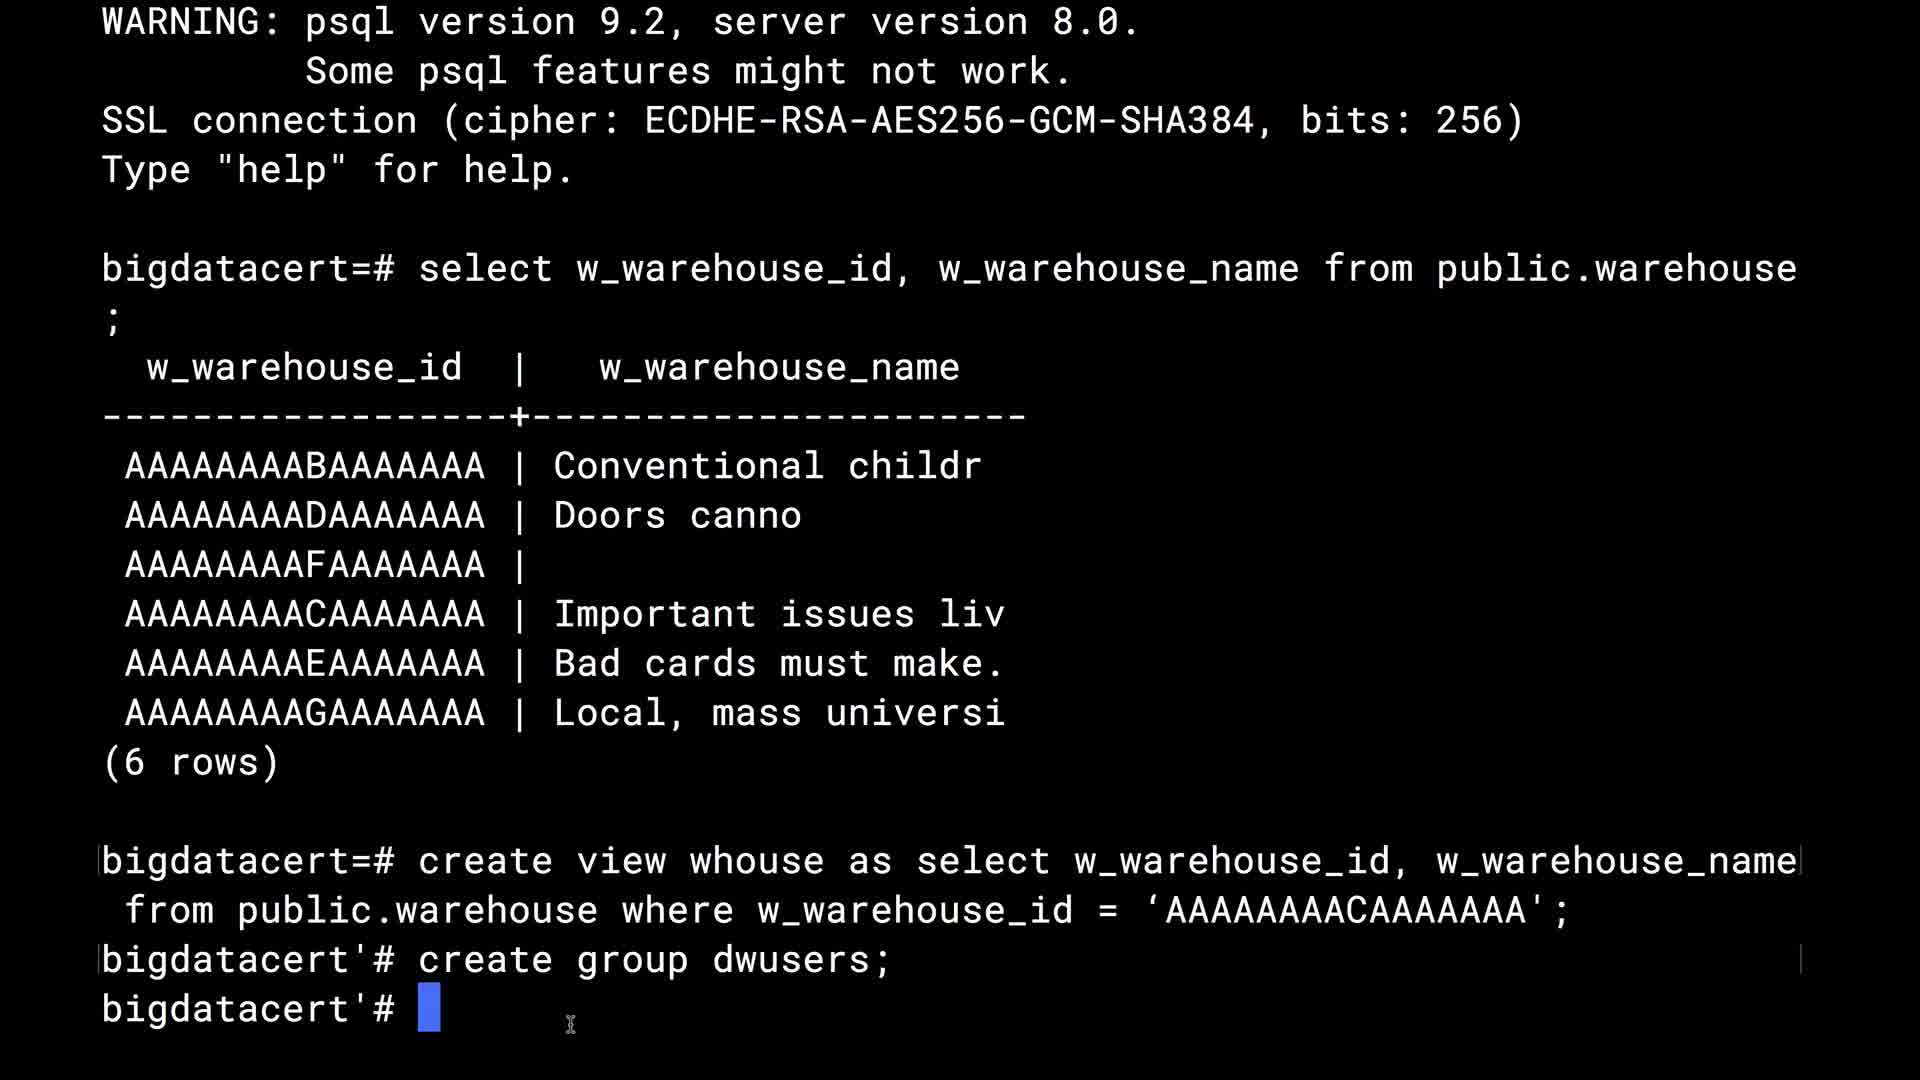 WARNING: psql version 9.2, server version 8.0.
         Some psql features might not work.
SSL connection (cipher: ECDHE-RSA-AES256-GCM-SHA384, bits: 256)
Type "help" for help.

bigdatacert=# select w_warehouse_id, w_warehouse_name from public.warehouse
;
  w_warehouse_id  |   w_warehouse_name
------------------+----------------------
 AAAAAAAABAAAAAAA | Conventional childr
 AAAAAAAADAAAAAAA | Doors canno
 AAAAAAAAFAAAAAAA |
 AAAAAAAACAAAAAAA | Important issues liv
 AAAAAAAAEAAAAAAA | Bad cards must make.
 AAAAAAAAGAAAAAAA | Local, mass universi
(6 rows)

bigdatacert=# create view whouse as select w_warehouse_id, w_warehouse_name
 from public.warehouse where w_warehouse_id = ‘AAAAAAAACAAAAAAA';
bigdatacert'# create group dwusers;
bigdatacert'#